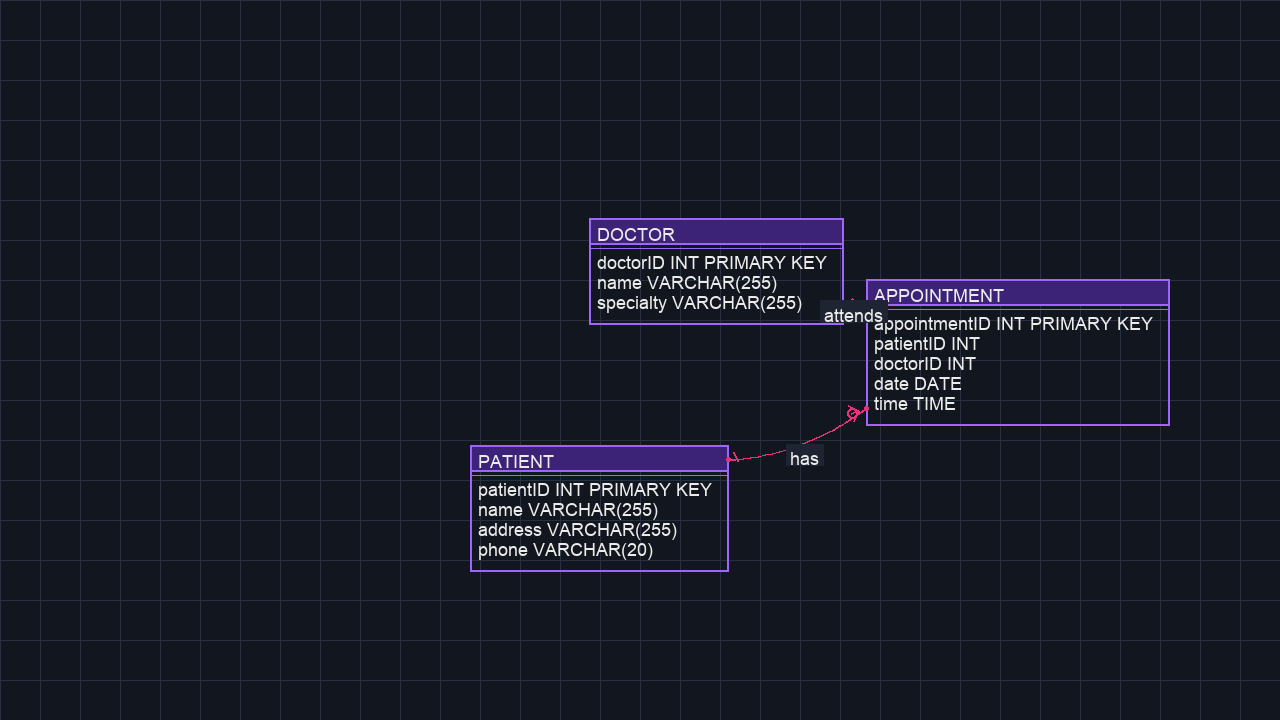 DOCTOR
doctorID INT PRIMARY KEY
name VARCHAR(255)
specialty VARCHAR(255)
attends
APPOINTMENT
appointmentID INT PRIMARY KEY
patientID INT
doctorID INT
date DATE
time TIME
has
PATIENT
patientID INT PRIMARY KEY
name VARCHAR(255)
address VARCHAR(255)
phone VARCHAR(20)